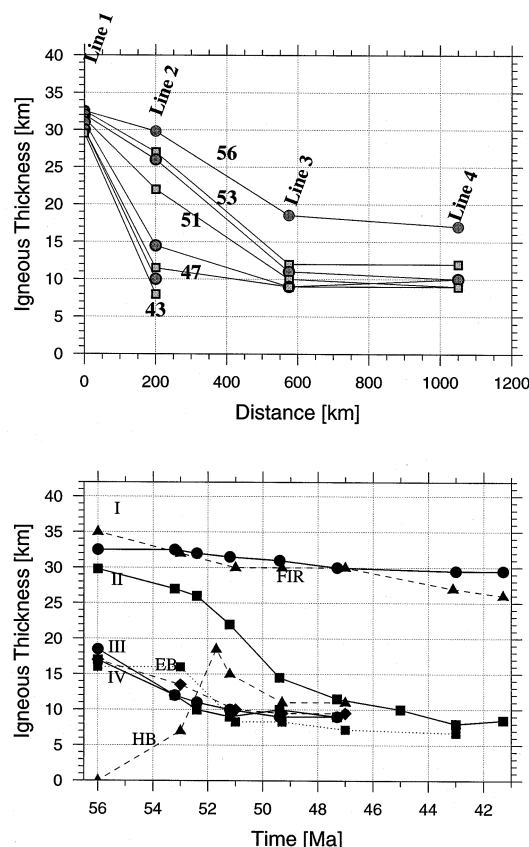 Line 1
Line 2
Line 3
Line 4
56
53
51
47
43
Igneous Thickness [km]
40
35
30
25
20
15
10
5
0
0 200 400 600 800 1000 1200
Distance [km]
Igneous Thickness [km]
40
35
30
25
20
15
10
5
0
I
FIR
II
III
EB
IV
HB
56 54 52 50 48 46 44 42
Time [Ma]